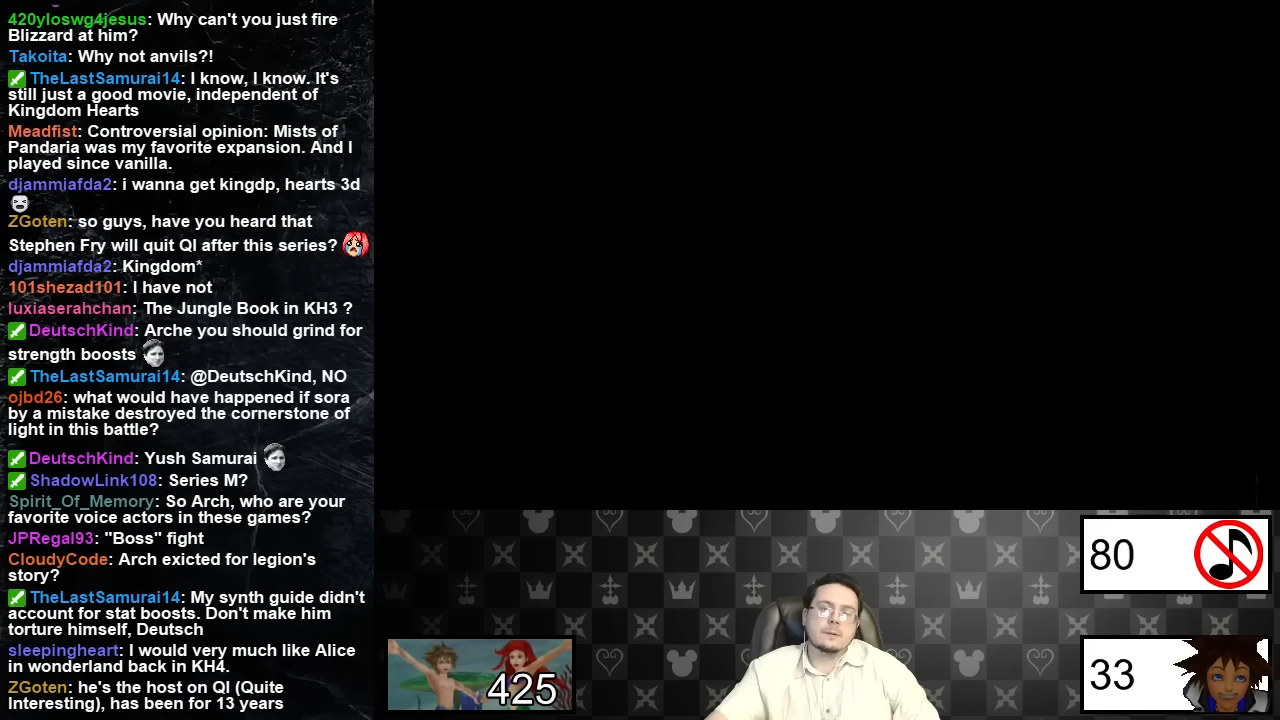 420yloswg4jesus: Why can't you just fire
Blizzard at him?
Takoita: Why not anvils?!
TheLastSamurai14: I know, I know. It's
still just a good movie, independent of
Kingdom Hearts
Meadfist: Controversial opinion: Mists of
Pandaria was my favorite expansion. And I
played since vanilla.
djammiafda2: i wanna get kingdp, hearts 3d
ZGoten: so guys, have you heard that
Stephen Fry will quit QI after this series?
djammiafda2: Kingdom*
101shezad101: I have not
luxiaserahchan: The Jungle Book in KH3 ?
DeutschKind: Arche you should grind for
strength boosts
TheLastSamurai14: @DeutschKind, NO
ojbd26: what would have happened if sora
by a mistake destroyed the cornerstone of
light in this battle?
DeutschKind: Yush Samurai
ShadowLink108: Series M?
Spirit_Of_Memory: So Arch, who are your
favorite voice actors in these games?
JPRegal93: "Boss" fight
CloudyCode: Arch exicted for legion's
story?
TheLastSamurai14: My synth guide didn't
account for stat boosts. Don't make him
torture himself, Deutsch
sleepingheart: I would very much like Alice
in wonderland back in KH4.
ZGoten: he's the host on QI (Quite
Interesting), has been for 13 years
425
80
33